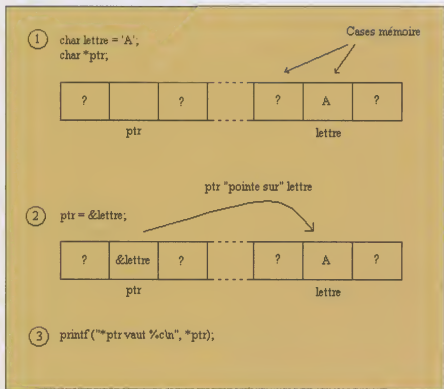 1 char lettre = 'A';
char *ptr;
Cases mémoire
? ? ? A ?
ptr lettre
ptr "pointe sur" lettre
2 ptr = &lettre;
? &lettre ? ? A ?
ptr lettre
3 printf ("*ptr vaut %c\n", *ptr);